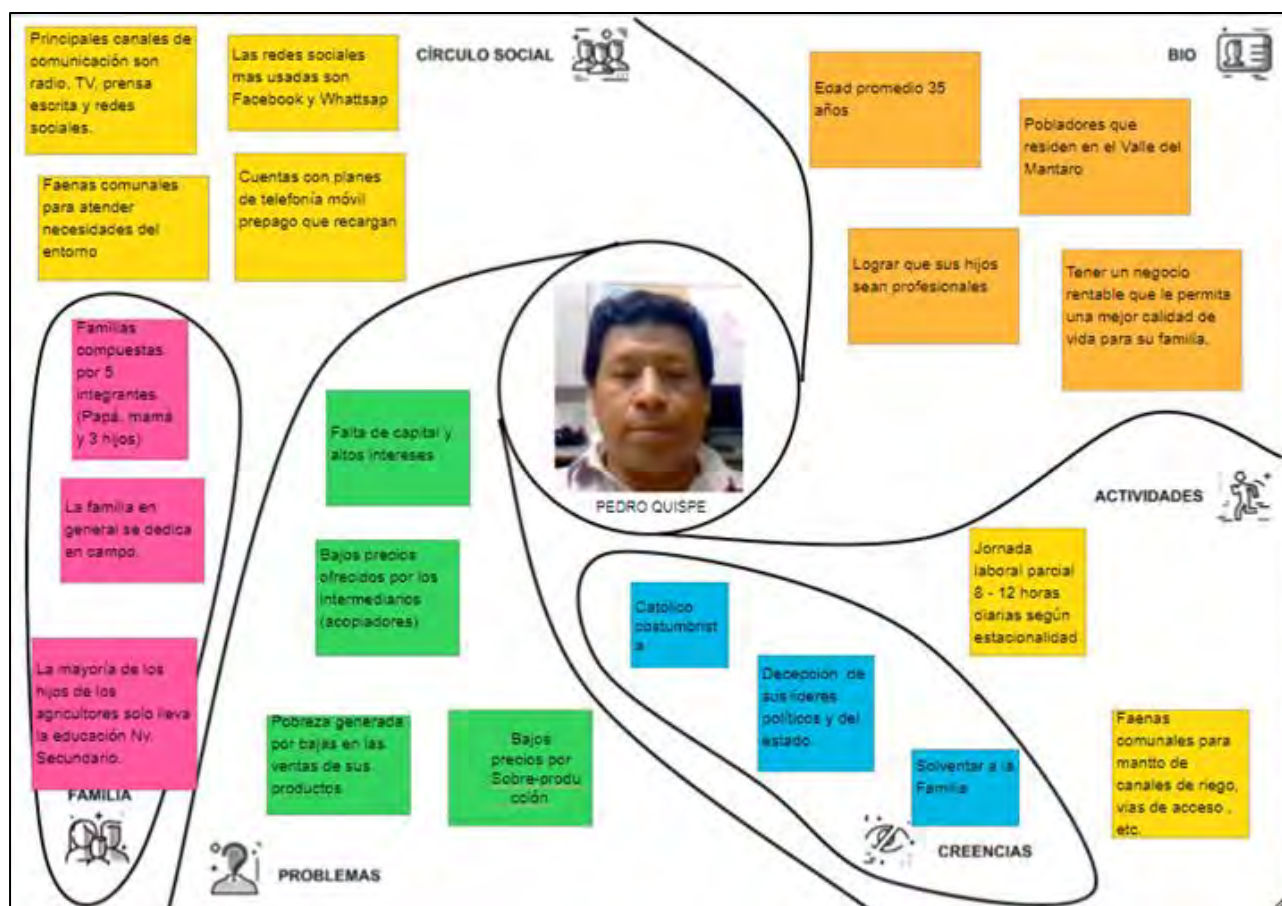 Principales canales de
comunicación son
radio, TV, prensa
escrita y redes
sociales.
Las redes sociales
mas usadas son
Facebook y Whattsap
CÍRCULO SOCIAL
Faenas comunales
para atender
necesidades del
entorno
Cuentas con planes
de telefonía móvil
prepago que recargan
BIO
Edad promedio 35
años
Pobladores que
residen en el Valle del
Mantaro
Lograr que sus hijos
sean profesionales
Tener un negocio
rentable que le permita
una mejor calidad de
vida para su familia.
PEDRO QUISPE
Familias
compuestas
por 5
integrantes
(Papá, mamá
y 3 hijos)
La familia en
general se dedica
en campo.
La mayoría de los
hijos de los
agricultores solo lleva
la educación Nv.
Secundario.
FAMILIA
Falta de capital y
altos intereses
Bajos precios
ofrecidos por los
intermediarios
(acopiadores)
Pobreza generada
por bajas en las
ventas de sus
productos
Bajos
precios por
Sobre-produ
cción
PROBLEMAS
ACTIVIDADES
Jornada
laboral parcial
8 - 12 horas
diarias según
estacionalidad
Faenas
comunales para
mantto de
canales de riego,
vias de acceso ,
etc.
Católico
costumbrist
a
Decepción de
sus lideres
políticos y del
estado.
Solventar a la
Familia
CREENCIAS